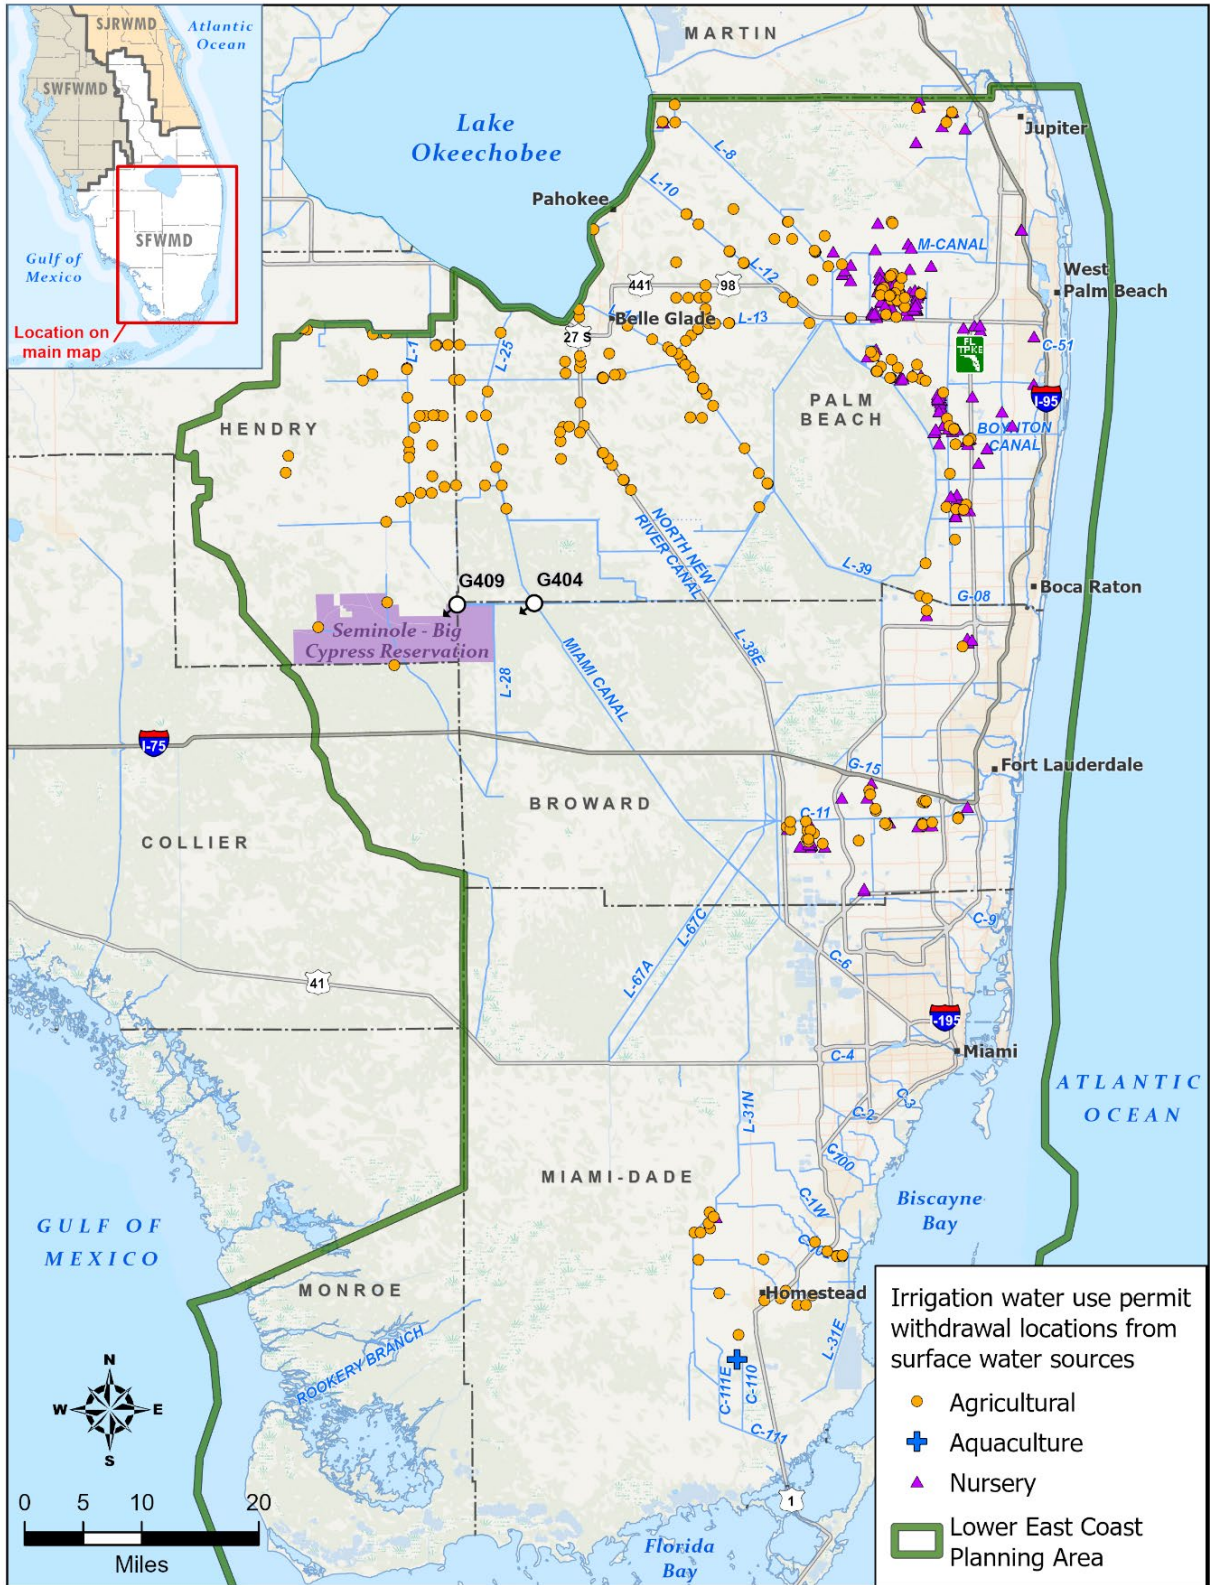 SJRWMD
Atlantic
Ocean
SWFWMD
SFWMD
Gulf of
Mexico
Location on
main map
MARTIN
Lake
Okeechobee
Jupiter
L-8
L-10
Pahokee
M-CANAL
West
Palm Beach
L-12
441
98
Belle Glade
L-13
27 S
C-51
FL
TPKE
LL-1
L-25
I-95
PALM
BEACH
HENDRY
BOYNTON
CANAL
NORTH NEW
RIVER CANAL
L-39
G409
G404
Boca Raton
G-08
Seminole - Big
Cypress Reservation
L-28
MIAMI CANAL
L-38E
I-75
G-15
Fort Lauderdale
BROWARD
C-11
COLLIER
L-67C
L-67A
C-9
C-6
41
I-195
Miami
C-4
ATLANTIC
OCEAN
L-31N
C-3
C-2
C700
MIAMI-DADE
C-1W
Biscayne
Bay
GULF OF
MEXICO
MONROE
Homestead
L-31E
ROOKERY BRANCH
C-111E
C-110
C-111
1
Florida
Bay
N
W
E
S
0 5 10 20
Miles
Irrigation water use permit
withdrawal locations from
surface water sources
Agricultural
Aquaculture
Nursery
Lower East Coast
Planning Area